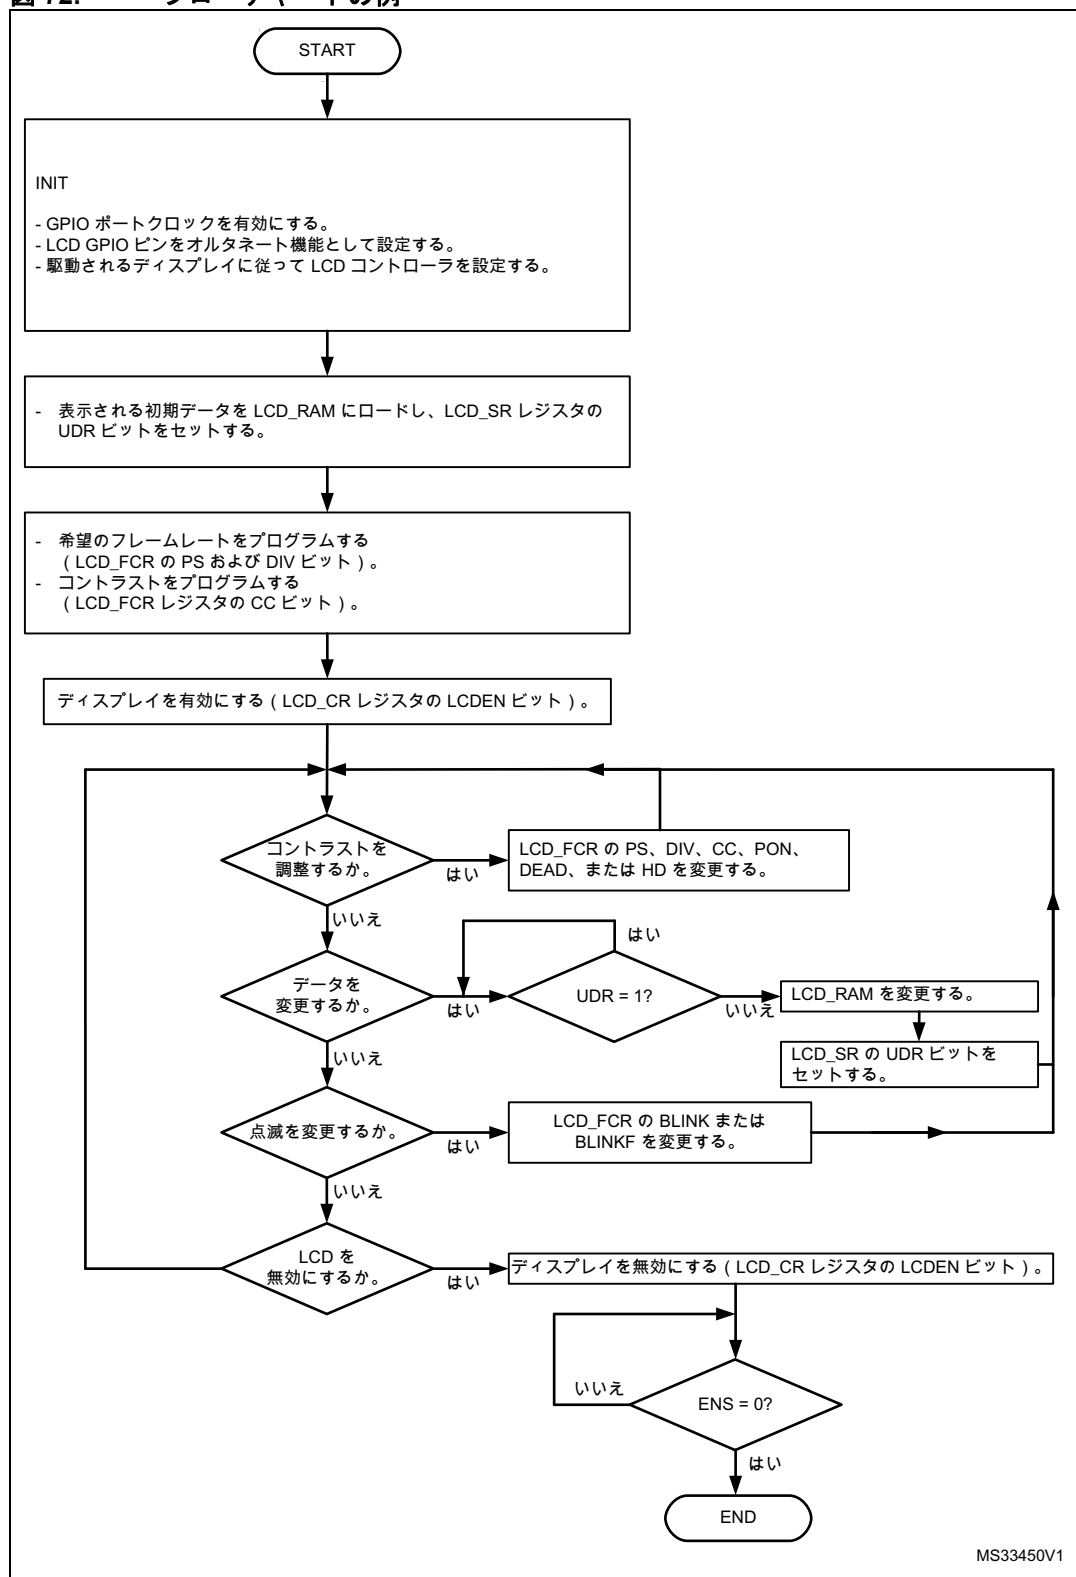 図 72. フローチャートの例
START
INIT
- GPIO ポートクロックを有効にする。
- LCD GPIO ピンをオルタネート機能として設定する。
- 駆動されるディスプレイに従って LCD コントローラを設定する。
- 表示される初期データを LCD_RAM にロードし、LCD_SR レジスタの
UDR ビットをセットする。
- 希望のフレームレートをプログラムする
(LCD_FCR の PS および DIV ビット)。
- コントラストをプログラムする
(LCD_FCR レジスタの CC ビット)。
ディスプレイを有効にする(LCD_CR レジスタの LCDEN ビット)。
コントラストを
調整するか。
はい
LCD_FCR の PS、DIV、CC、PON、
DEAD、または HD を変更する。
いいえ
データを
変更するか。
はい
はい
UDR = 1?
いいえ
LCD_RAM を変更する。
LCD_SR の UDR ビットを
セットする。
いいえ
点滅を変更するか。
はい
LCD_FCR の BLINK または
BLINKF を変更する。
いいえ
LCD を
無効にするか。
はい
ディスプレイを無効にする(LCD_CR レジスタの LCDEN ビット)。
いいえ
ENS = 0?
はい
END
MS33450V1